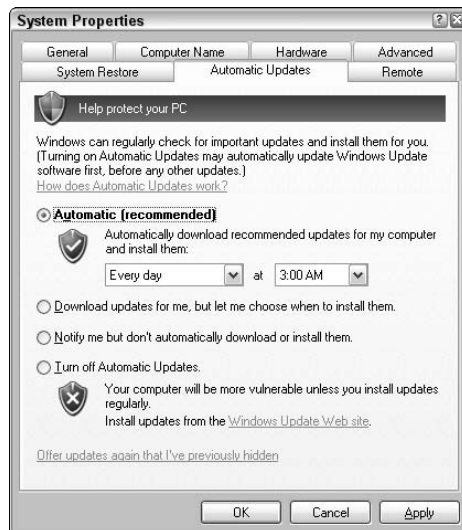 System Properties
General
Computer Name
Hardware
Advanced
System Restore
Automatic Updates
Remote
Help protect your PC
Windows can regularly check for important updates and install them for you.
(Turning on Automatic Updates may automatically update Windows Update
software first, before any other updates.)
How does Automatic Updates work?
Automatic (recommended)
Automatically download recommended updates for my computer
and install them:
Every day at 3:00 AM
Download updates for me, but let me choose when to install them.
Notify me but don't automatically download or install them.
Turn off Automatic Updates.
Your computer will be more vulnerable unless you install updates
regularly.
Install updates from the Windows Update Web site.
Offer updates again that I've previously hidden
OK
Cancel
Apply